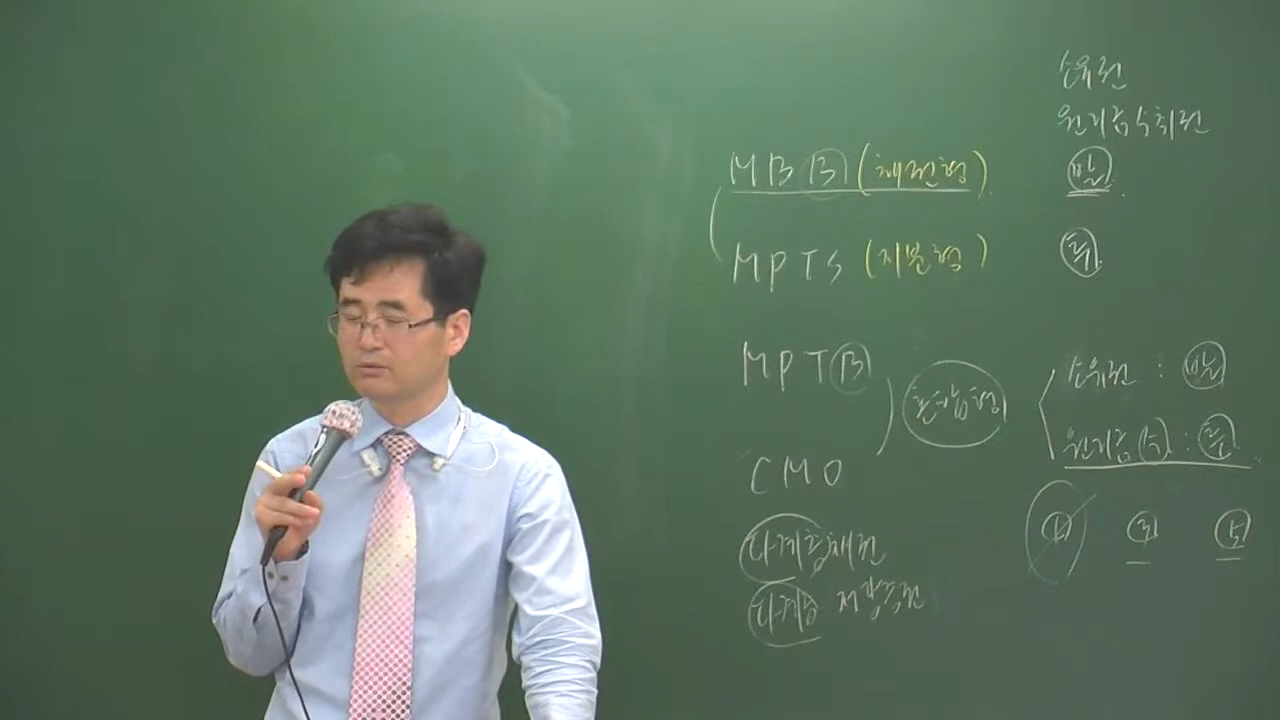 소유권
원리금수취권
MBB (채권형) 발
MPTS (지분형) 투
MPTB 혼합형 소유권 : 발
원리금(수) : 투
CMO
다계층채권
다계층 저당증권